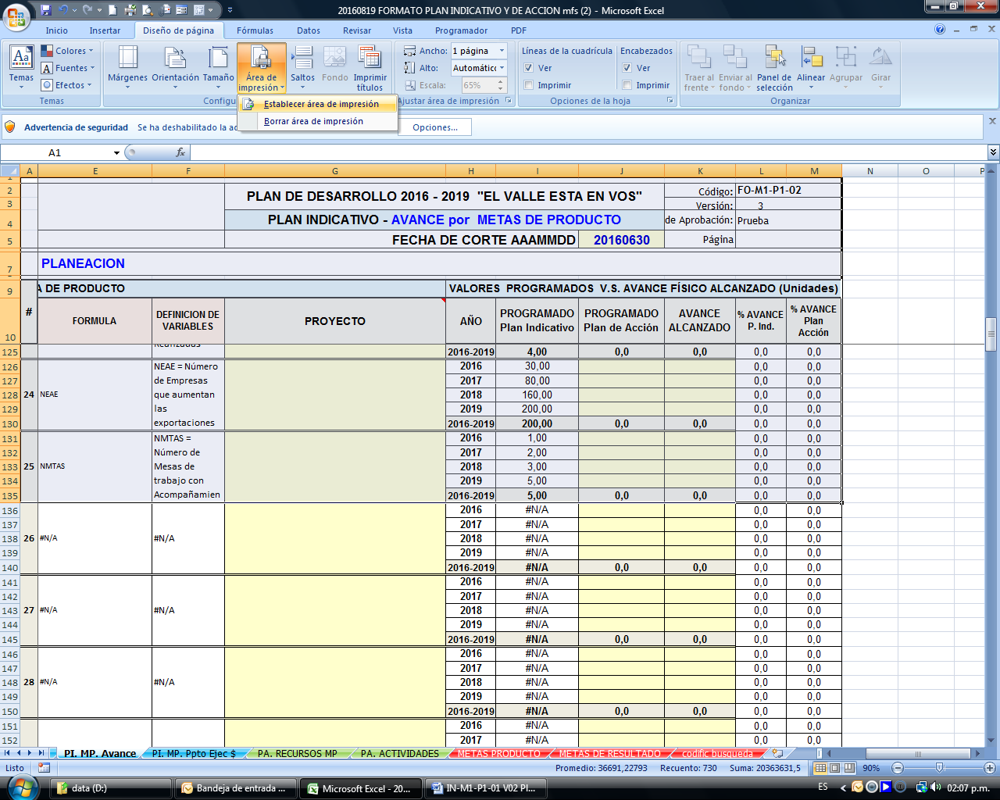 20160819 FORMATO PLAN INDICATIVO Y DE ACCION mfs (2) - Microsoft Excel
Inicio Insertar Diseño de página Fórmulas Datos Revisar Vista Programador PDF
Colores Fuentes Efectos Temas
Temas
Márgenes Orientación Tamaño Área de impresión Saltos Fondo Imprimir títulos
Configu
Ancho: 1 página
Alto: Automático
Escala: 65%
Ajustar área de impresión
Líneas de la cuadrícula Encabezados
Ver Ver
Imprimir Imprimir
Opciones de la hoja
Traer al frente Enviar al fondo Panel de selección Alinear Agrupar Girar
Organizar
Establecer área de impresión
Borrar área de impresión
Advertencia de seguridad Se ha deshabilitado la ac Opciones...
A1 fx
A E F G H I J K L M N O P
2 PLAN DE DESARROLLO 2016 - 2019 "EL VALLE ESTA EN VOS" Código: FO-M1-P1-02
3 Versión: 3
4 PLAN INDICATIVO - AVANCE por METAS DE PRODUCTO de Aprobación: Prueba
5 FECHA DE CORTE AAAMMDD 20160630 Página
7 PLANEACION
9 A DE PRODUCTO VALORES PROGRAMADOS V.S. AVANCE FÍSICO ALCANZADO (Unidades)
10 # FORMULA DEFINICION DE VARIABLES PROYECTO AÑO PROGRAMADO Plan Indicativo PROGRAMADO Plan de Acción AVANCE ALCANZADO % AVANCE P. Ind. % AVANCE Plan Acción
125 Realizadas 2016-2019 4,00 0,0 0,0 0,0 0,0
126 NEAE = Número 2016 30,00 0,0 0,0
127 de Empresas 2017 80,00 0,0 0,0
128 24 NEAE que aumentan 2018 160,00 0,0 0,0
129 las 2019 200,00 0,0 0,0
130 exportaciones 2016-2019 200,00 0,0 0,0 0,0 0,0
131 NMTAS = 2016 1,00 0,0 0,0
132 Número de 2017 2,00 0,0 0,0
133 25 NMTAS Mesas de 2018 3,00 0,0 0,0
134 trabajo con 2019 5,00 0,0 0,0
135 Acompañamien 2016-2019 5,00 0,0 0,0 0,0 0,0
136 2016 #N/A 0,0 0,0
137 2017 #N/A 0,0 0,0
138 26 #N/A #N/A 2018 #N/A 0,0 0,0
139 2019 #N/A 0,0 0,0
140 2016-2019 #N/A 0,0 0,0 0,0 0,0
141 2016 #N/A 0,0 0,0
142 2017 #N/A 0,0 0,0
143 27 #N/A #N/A 2018 #N/A 0,0 0,0
144 2019 #N/A 0,0 0,0
145 2016-2019 #N/A 0,0 0,0 0,0 0,0
146 2016 #N/A 0,0 0,0
147 2017 #N/A 0,0 0,0
148 28 #N/A #N/A 2018 #N/A 0,0 0,0
149 2019 #N/A 0,0 0,0
150 2016-2019 #N/A 0,0 0,0 0,0 0,0
151 2016 #N/A 0,0 0,0
152 2017 #N/A 0,0 0,0
PI. MP. Avance PI. MP. Ppto Ejec $ PA. RECURSOS MP PA. ACTIVIDADES METAS PRODUCTO METAS DE RESULTADO codific busqueda
Listo Promedio: 36691,22793 Recuento: 730 Suma: 20363631,5 90%
data (D:) Bandeja de entrada ... Microsoft Excel - 20... IN-M1-P1-01 V02 Pl... ES 02:07 p.m.